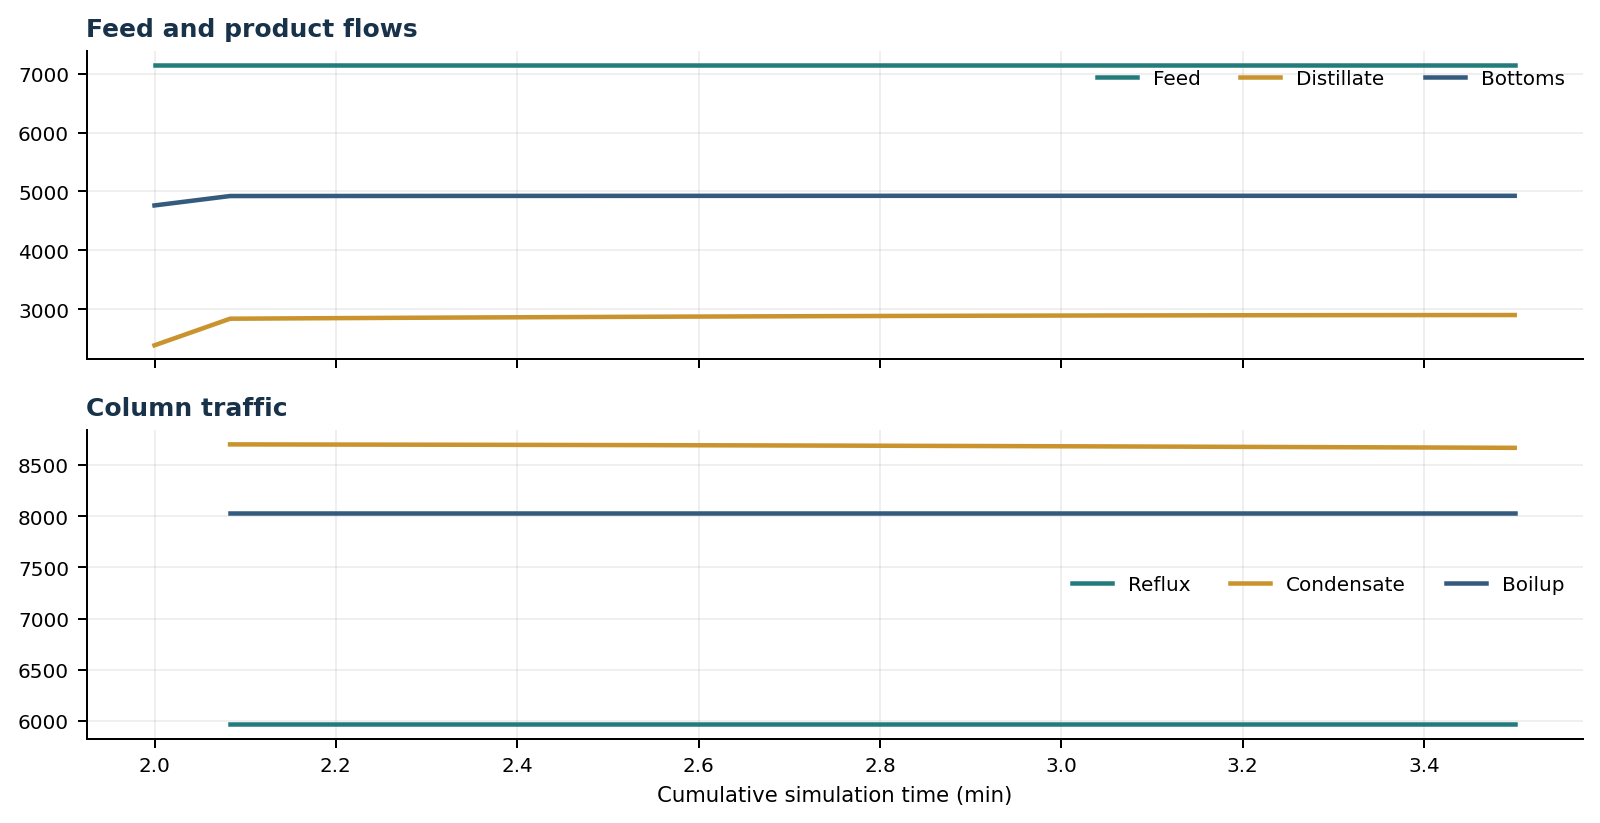 Feed and product flows
7000
6000
5000
4000
3000
Feed Distillate Bottoms
Column traffic
8500
8000
7500
7000
6500
6000
Reflux Condensate Boilup
2.0 2.2 2.4 2.6 2.8 3.0 3.2 3.4
Cumulative simulation time (min)